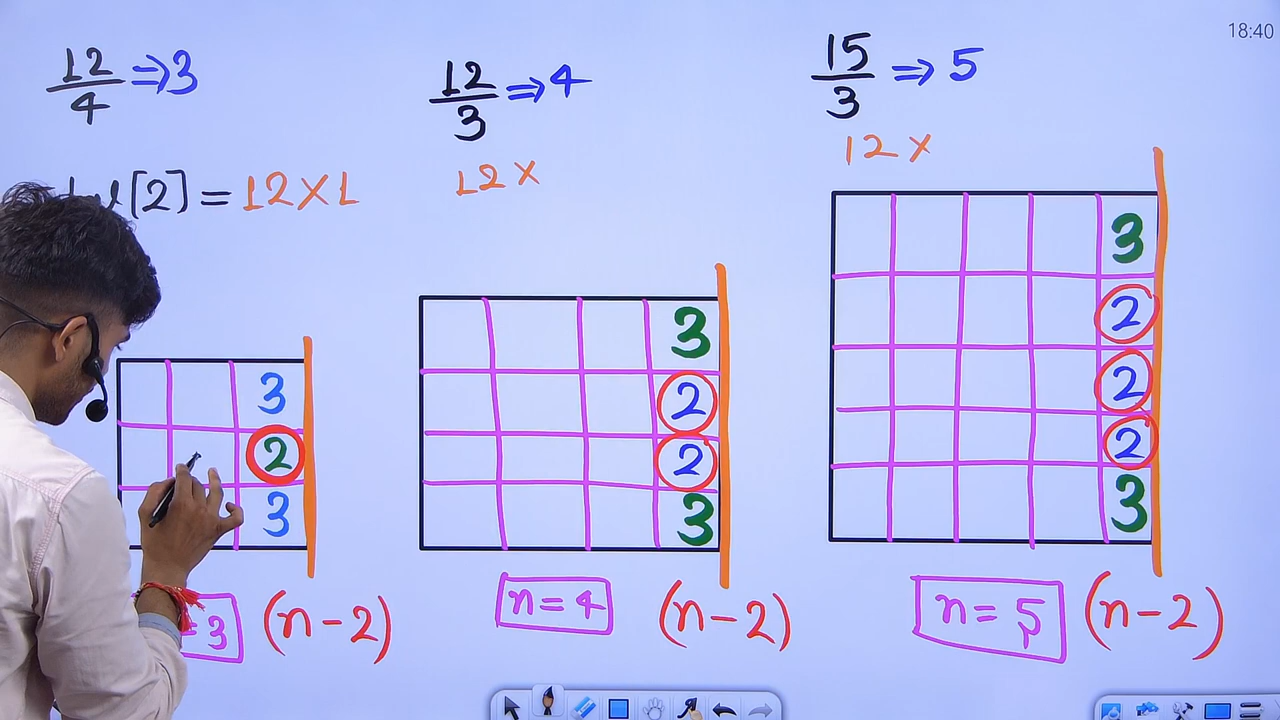 18:40
12/4 ⇒ 3
12/3 ⇒ 4
15/3 ⇒ 5
[2] = 12×1
12×
12×
3
2
3
3
2
2
3
3
2
2
2
3
=3 (n-2)
n=4 (n-2)
n=5 (n-2)